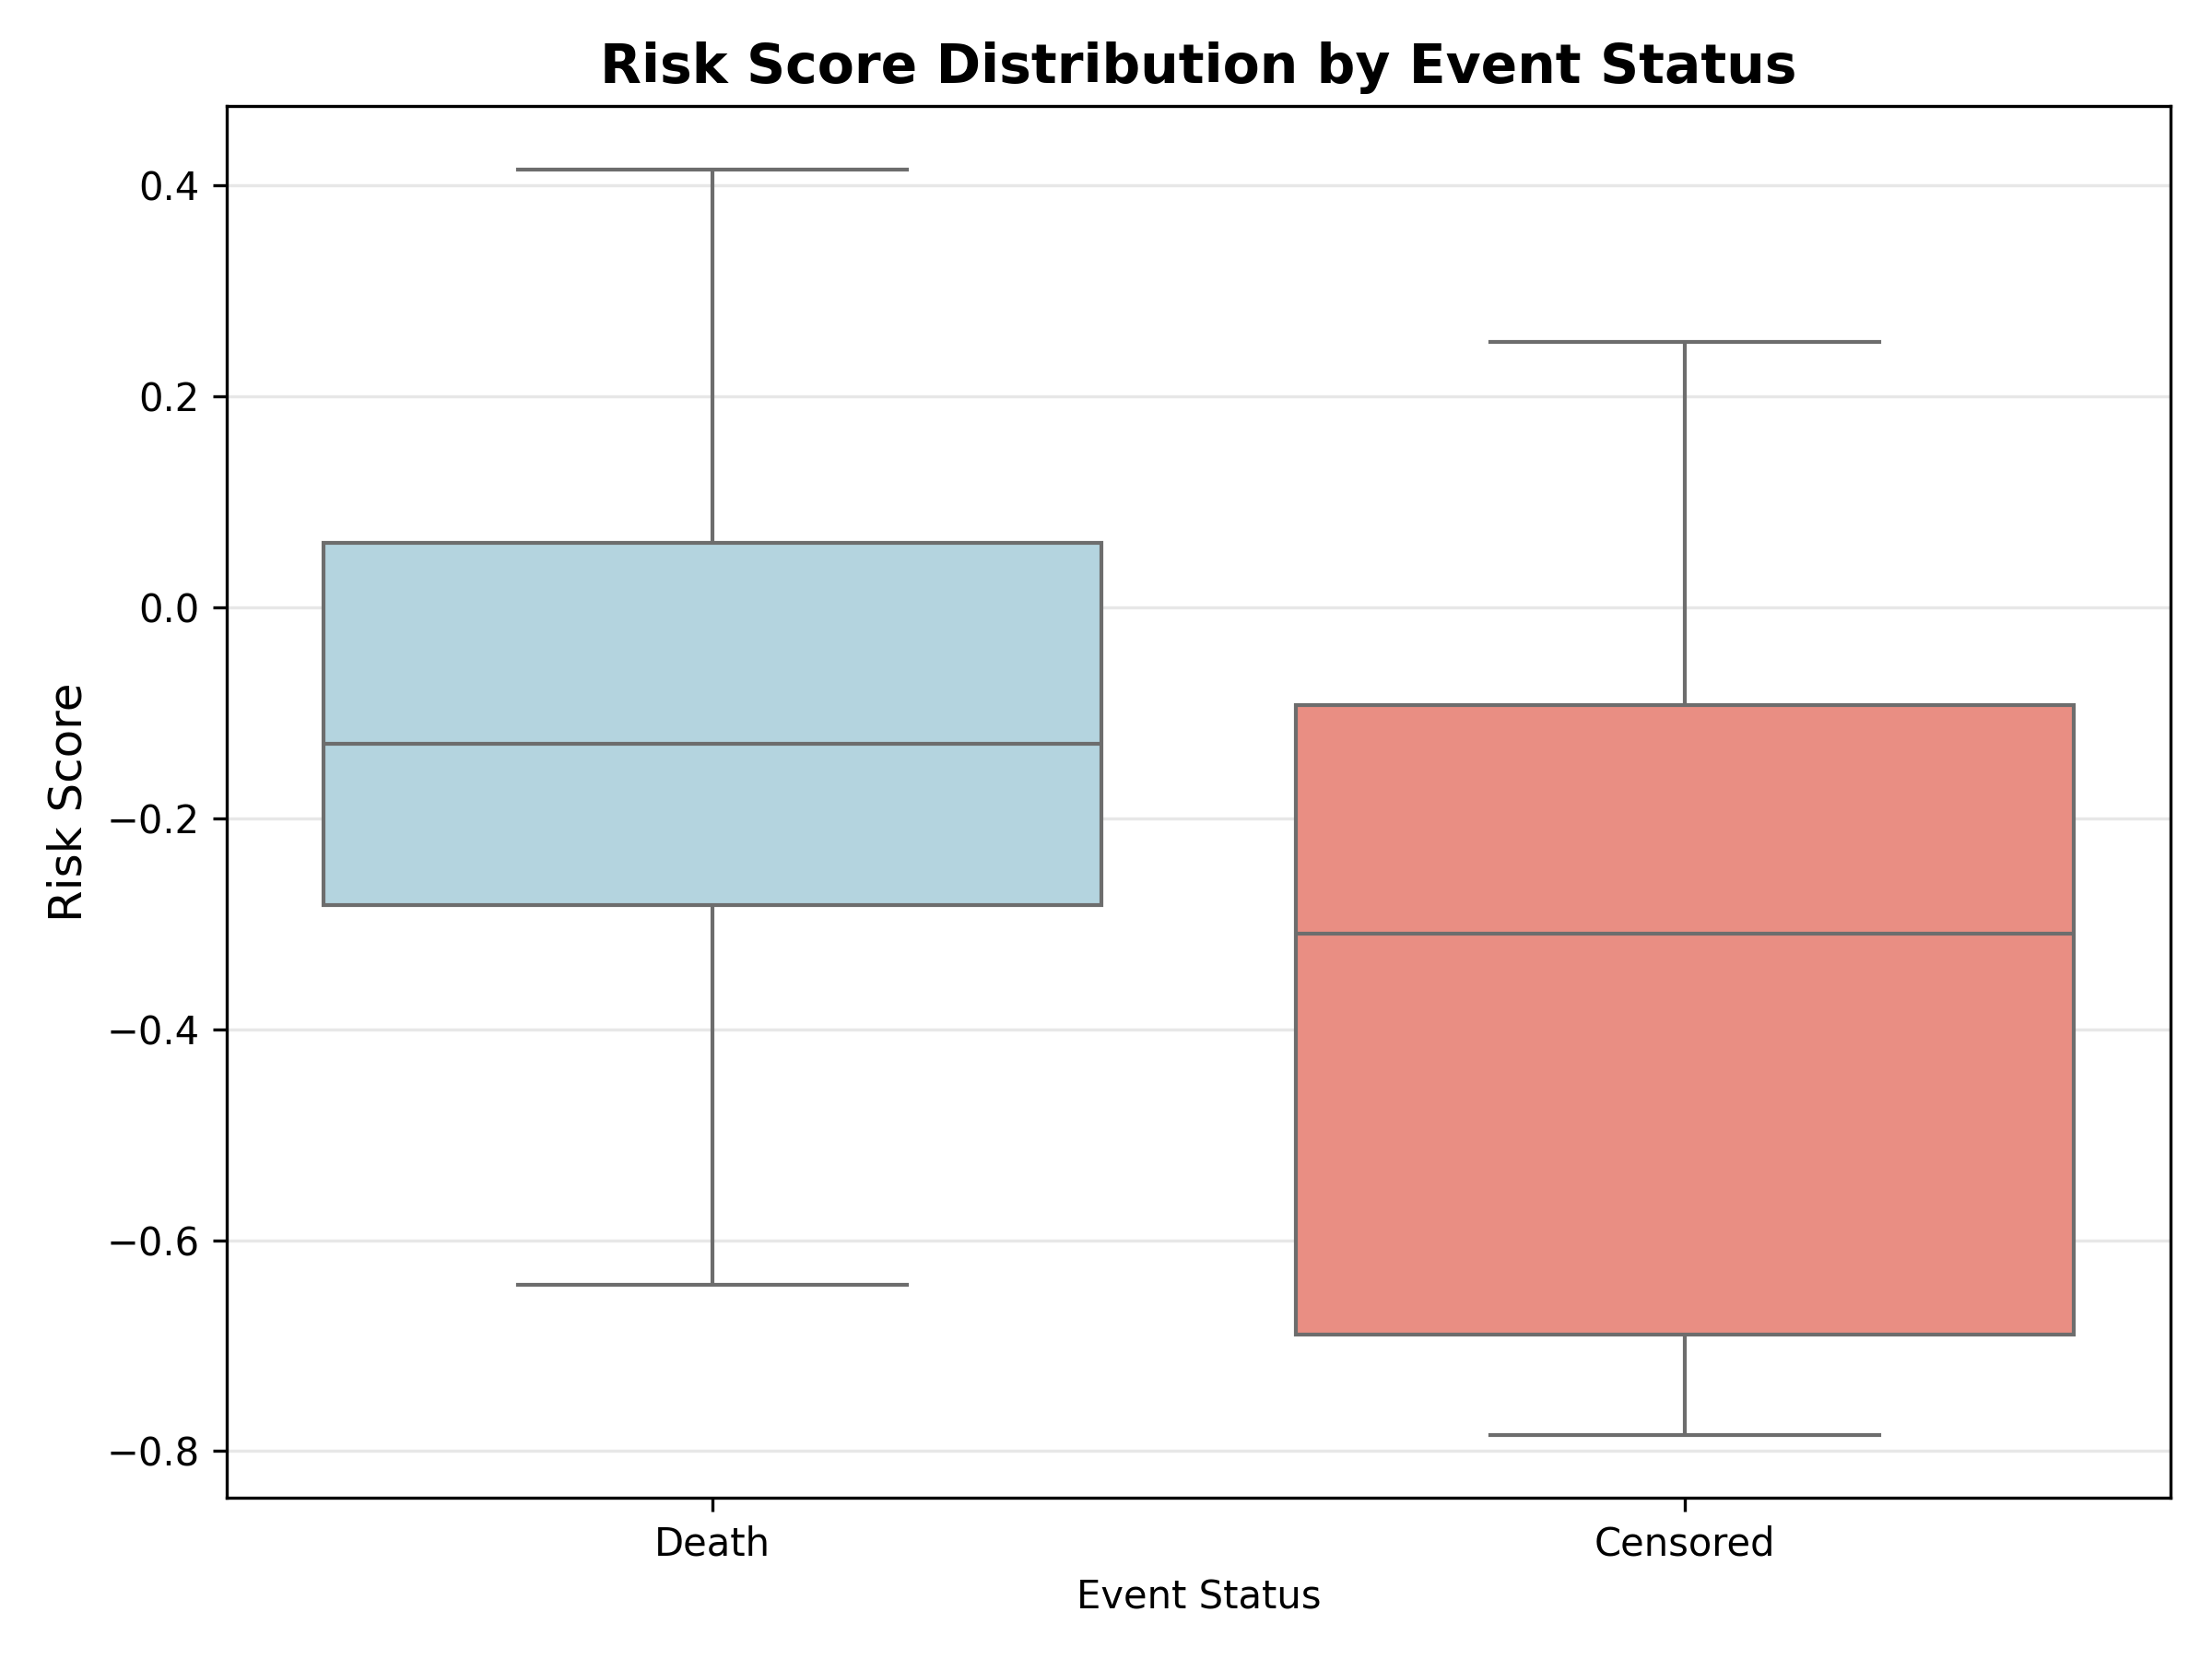 Risk Score Distribution by Event Status
Risk Score
0.4
0.2
0.0
−0.2
−0.4
−0.6
−0.8
Death
Censored
Event Status